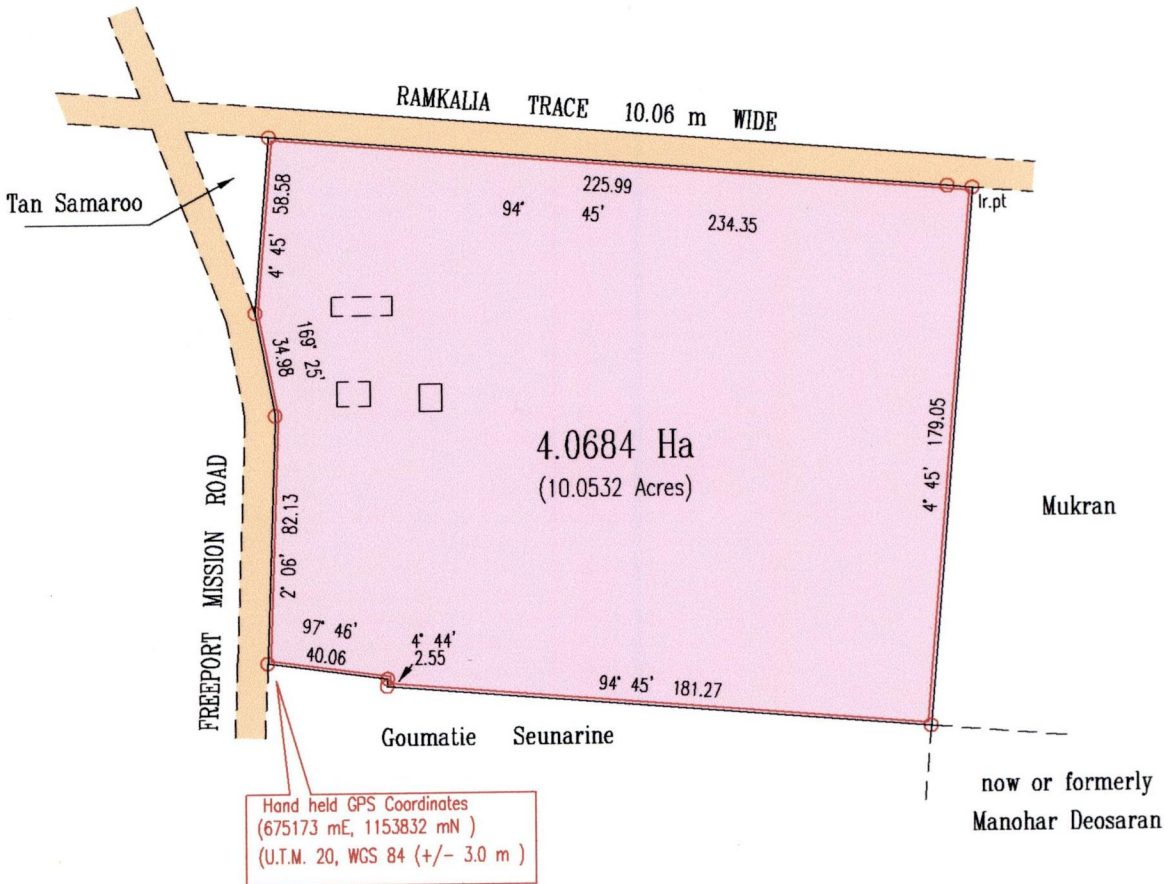 RAMKALIA TRACE 10.06 m WIDE
Tan Samaroo
58.58
4° 45'
225.99
94° 45'
234.35
Ir.pt
169° 25'
34.98
4.0684 Ha
(10.0532 Acres)
179.05
4° 45'
Mukran
FREEPORT MISSION ROAD
82.13
2° 06'
97° 46'
40.06
4° 44'
2.55
94° 45' 181.27
Goumatie Seunarine
now or formerly
Manohar Deosaran
Hand held GPS Coordinates
(675173 mE, 1153832 mN )
(U.T.M. 20, WGS 84 (+/- 3.0 m )